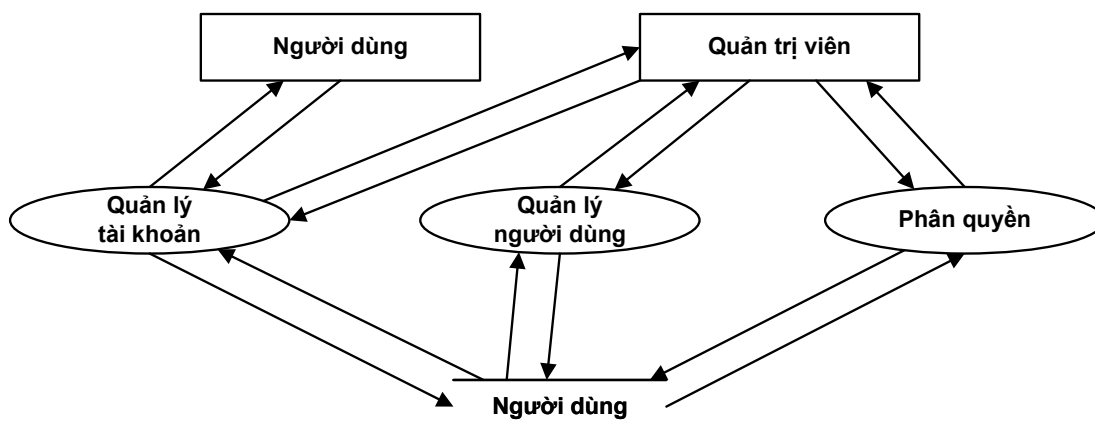 Người dùng
Quản trị viên
Quản lý
tài khoản
Quản lý
người dùng
Phân quyền
Người dùng